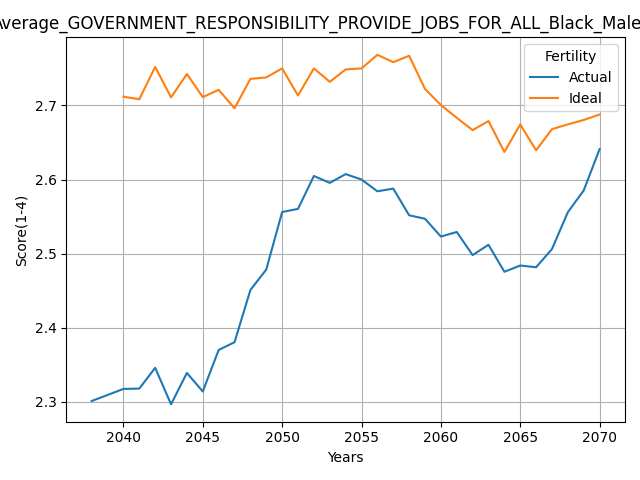 Average_GOVERNMENT_RESPONSIBILITY_PROVIDE_JOBS_FOR_ALL_Black_Male
Fertility
Actual
Ideal
2.7
2.6
2.5
2.4
2.3
Score(1-4)
2040 2045 2050 2055 2060 2065 2070
Years